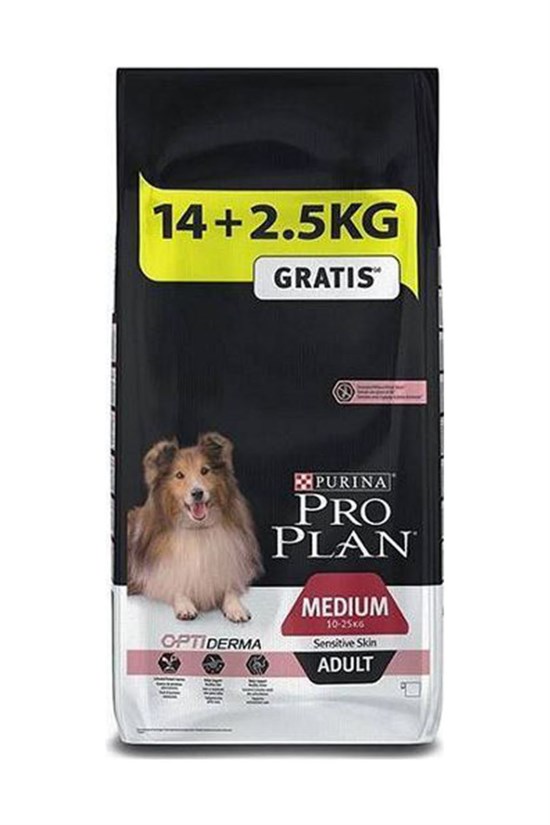 14 + 2.5KG
GRATIS
PURINA
PRO
PLAN
MEDIUM
10-25KG
OPTIDERMA
Sensitive Skin
ADULT